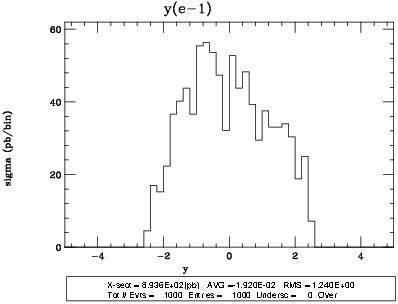 y(e−1)
sigma (pb/bin)
60
40
20
0
−4 −2 0 2 4
y
X-sect = 8.936E+02(pb) AVG =-1.920E-02 RMS = 1.240E+00
Tot # Evts = 1000 Entries = 1000 Undersc = 0 Over